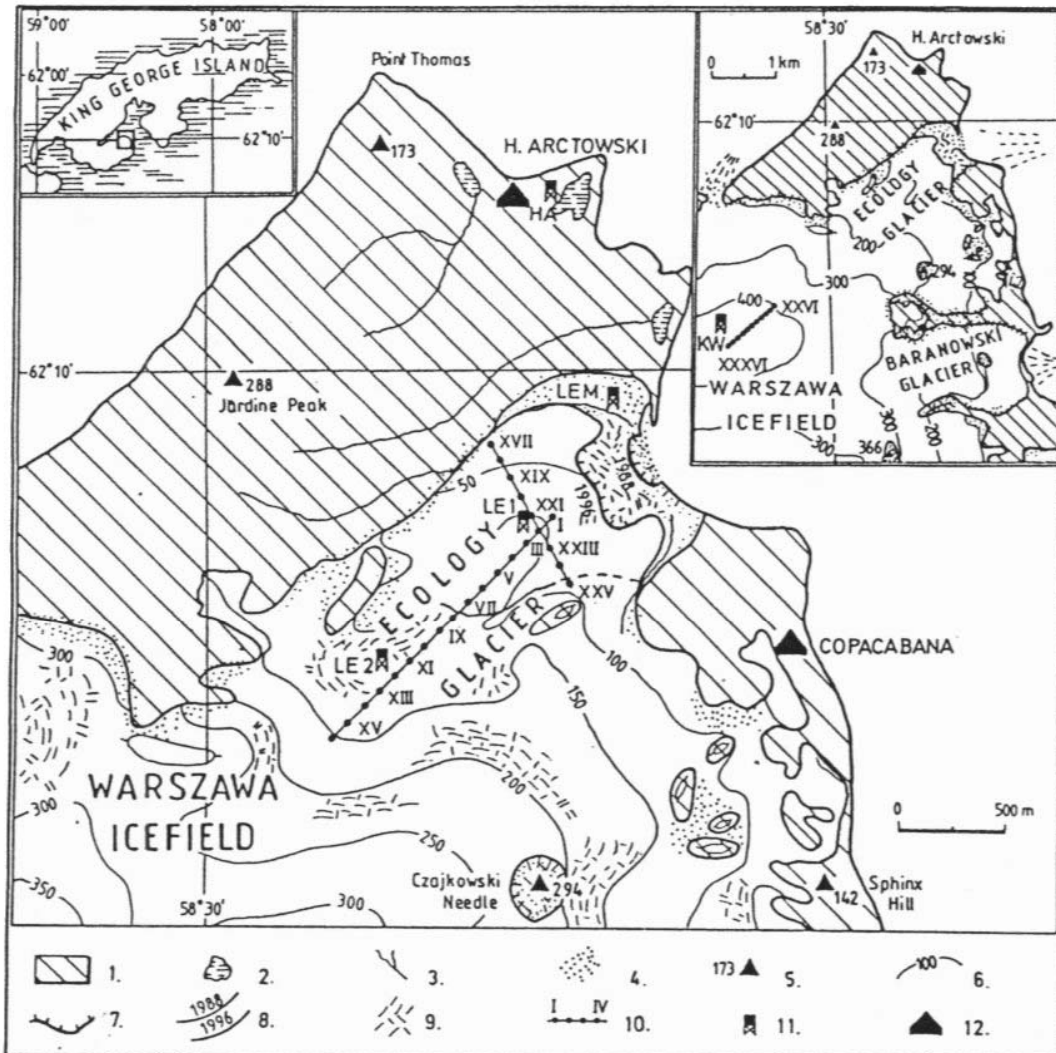 59°00'
58°00'
62°00'
KING GEORGE ISLAND
62°10'
Point Thomas
173
H. ARCTOWSKI
HA
58°30'
H. Arctowski
0 1 km
173
62°10'
288
ECOLOGY
GLACIER
200
300
294
400
XXVI
KW
XXXVI
BARANOWSKI
GLACIER
WARSZAWA
ICEFIELD
300
200
300
366
62°10'
288
Jardine Peak
LEM
XVII
50
XIX
1988
1996
LE1
XXI
I
III
XXIII
V
XXV
VII
ECOLOGY
GLACIER
IX
LE2
XI
XIII
XV
100
COPACABANA
300
150
WARSZAWA
ICEFIELD
200
0 500 m
300
250
350
Czajkowski
Needle
294
142
Sphinx
Hill
58°30'
300
1.
2.
3.
4.
173 5.
100 6.
7.
1988
1996 8.
9.
I IV 10.
11.
12.